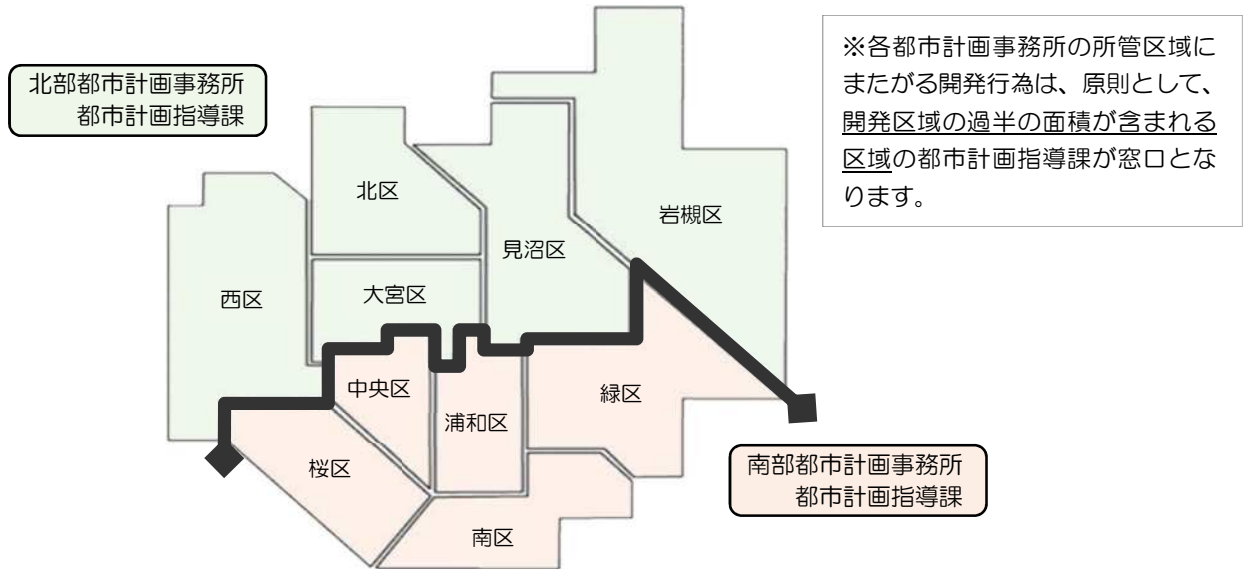 北部都市計画事務所
都市計画指導課
※各都市計画事務所の所管区域に
またがる開発行為は、原則として、
開発区域の過半の面積が含まれる
区域の都市計画指導課が窓口とな
ります。
北区
岩槻区
見沼区
西区
大宮区
中央区
緑区
浦和区
桜区
南区
南部都市計画事務所
都市計画指導課